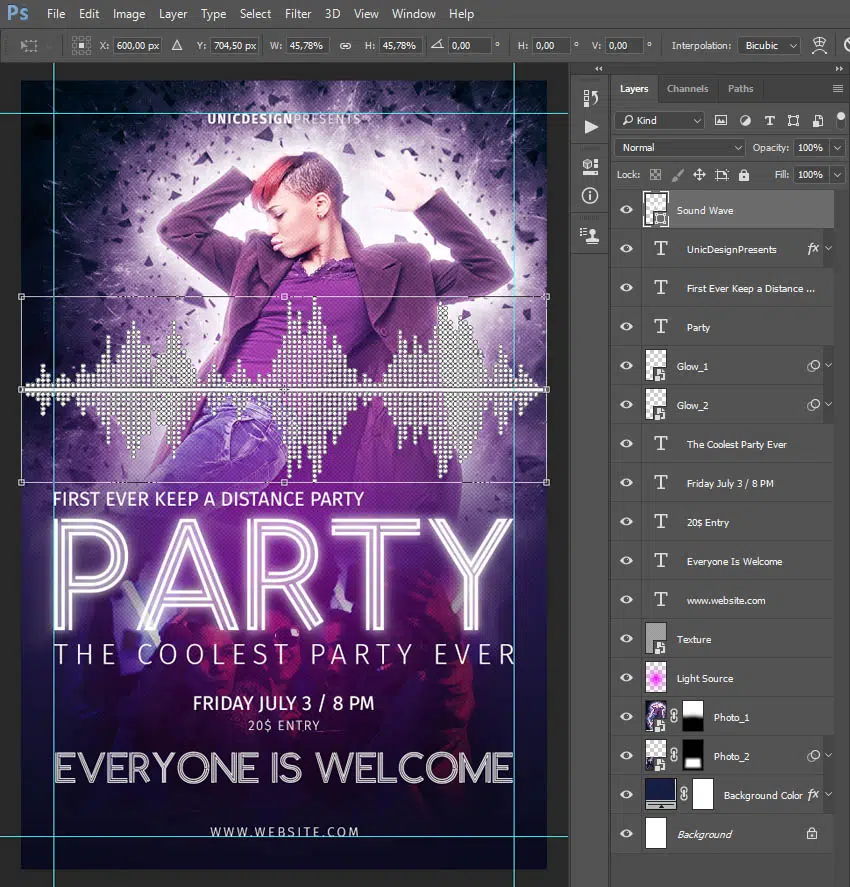 Ps File Edit Image Layer Type Select Filter 3D View Window Help
X: 600,00 px Y: 704,50 px W: 45,78% H: 45,78% 0,00 ° H: 0,00 ° V: 0,00 ° Interpolation: Bicubic
Layers Channels Paths
Kind
Normal Opacity: 100%
Lock: Fill: 100%
Sound Wave
UnicDesignPresents fx
First Ever Keep a Distance ...
Party
Glow_1
Glow_2
The Coolest Party Ever
Friday July 3 / 8 PM
20$ Entry
Everyone Is Welcome
www.website.com
Texture
Light Source
Photo_1
Photo_2
Background Color fx
Background
UNICDESIGNPRESENTS
FIRST EVER KEEP A DISTANCE PARTY
PARTY
THE COOLEST PARTY EVER
FRIDAY JULY 3 / 8 PM
20$ ENTRY
EVERYONE IS WELCOME
WWW.WEBSITE.COM